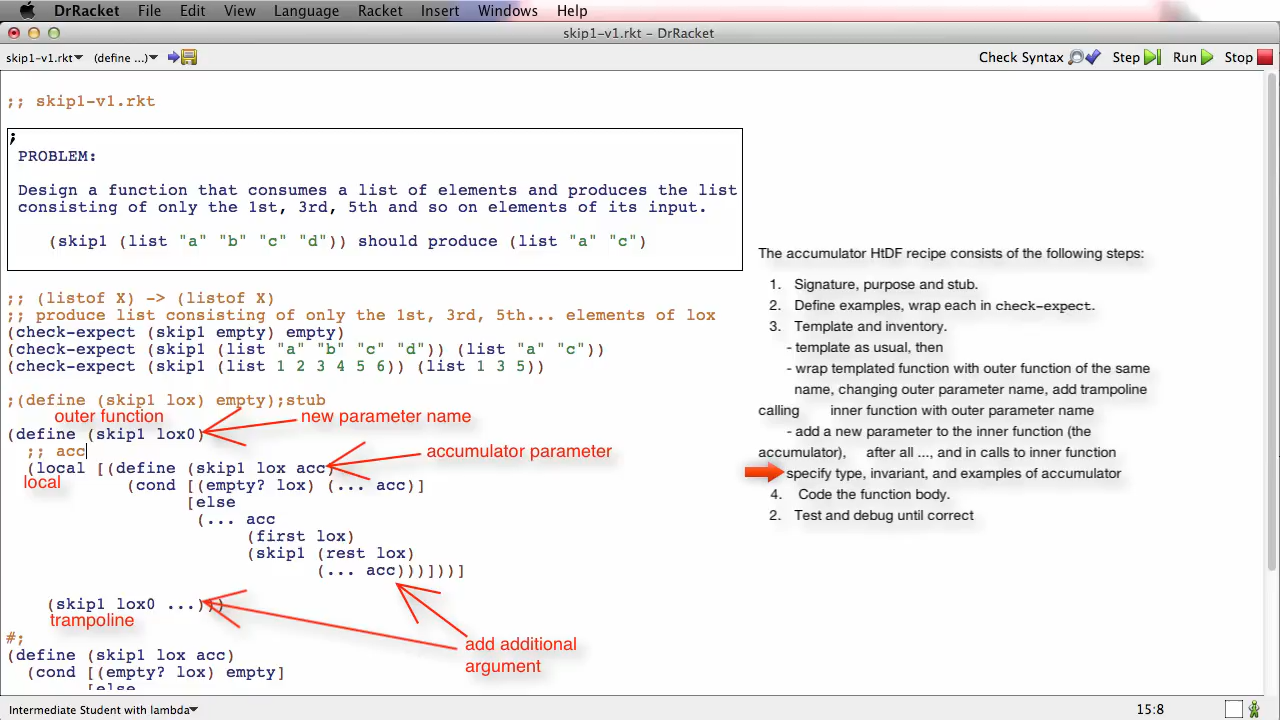 DrRacket File Edit View Language Racket Insert Windows Help
skip1-v1.rkt - DrRacket
skip1-v1.rkt (define ...) Check Syntax Step Run Stop
;; skip1-v1.rkt
;
PROBLEM:
Design a function that consumes a list of elements and produces the list
consisting of only the 1st, 3rd, 5th and so on elements of its input.
(skip1 (list "a" "b" "c" "d")) should produce (list "a" "c")
;; (listof X) -> (listof X)
;; produce list consisting of only the 1st, 3rd, 5th... elements of lox
(check-expect (skip1 empty) empty)
(check-expect (skip1 (list "a" "b" "c" "d")) (list "a" "c"))
(check-expect (skip1 (list 1 2 3 4 5 6)) (list 1 3 5))
;(define (skip1 lox) empty);stub
outer function
new parameter name
(define (skip1 lox0)
;; acc
accumulator parameter
(local [(define (skip1 lox acc)
local
(cond [(empty? lox) (... acc)]
[else
(... acc
(first lox)
(skip1 (rest lox)
(... acc)))]))]
(skip1 lox0 ...)))
trampoline
#;
add additional
argument
(define (skip1 lox acc)
(cond [(empty? lox) empty]
[else
The accumulator HtDF recipe consists of the following steps:
1. Signature, purpose and stub.
2. Define examples, wrap each in check-expect.
3. Template and inventory.
- template as usual, then
- wrap templated function with outer function of the same
name, changing outer parameter name, add trampoline
calling inner function with outer parameter name
- add a new parameter to the inner function (the
accumulator), after all ..., and in calls to inner function
specify type, invariant, and examples of accumulator
4. Code the function body.
2. Test and debug until correct
Intermediate Student with lambda 15:8